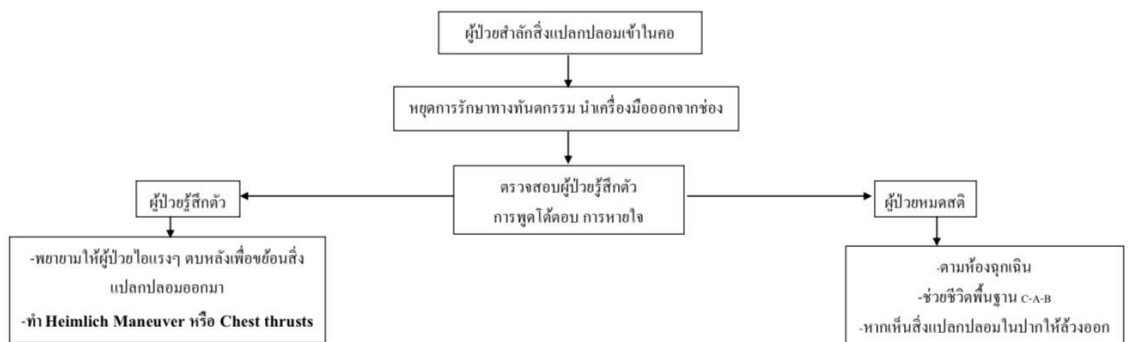 ผู้ป่วยสำลักสิ่งแปลกปลอมเข้าในคอ
หยุดการรักษาทางทันตกรรม นำเครื่องมือออกจากช่อง
ตรวจสอบผู้ป่วยรู้สึกตัว
การพูดโต้ตอบ การหายใจ
ผู้ป่วยรู้สึกตัว
-พยายามให้ผู้ป่วยไอแรงๆ ตบหลังเพื่อขย้อนสิ่ง
แปลกปลอมออกมา
-ทำ Heimlich Maneuver หรือ Chest thrusts
ผู้ป่วยหมดสติ
-ตามห้องฉุกเฉิน
-ช่วยชีวิตพื้นฐาน C-A-B
-หากเห็นสิ่งแปลกปลอมในปากให้ล้วงออก